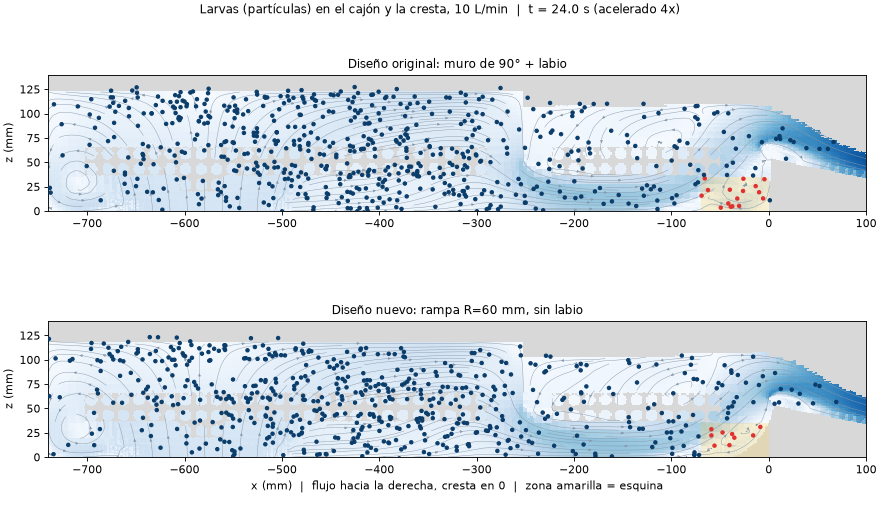 Larvas (partículas) en el cajón y la cresta, 10 L/min | t = 24.0 s (acelerado 4x)
Diseño original: muro de 90° + labio
z (mm)
125
100
75
50
25
0
−700 −600 −500 −400 −300 −200 −100 0 100
Diseño nuevo: rampa R=60 mm, sin labio
z (mm)
125
100
75
50
25
0
−700 −600 −500 −400 −300 −200 −100 0 100
x (mm) | flujo hacia la derecha, cresta en 0 | zona amarilla = esquina